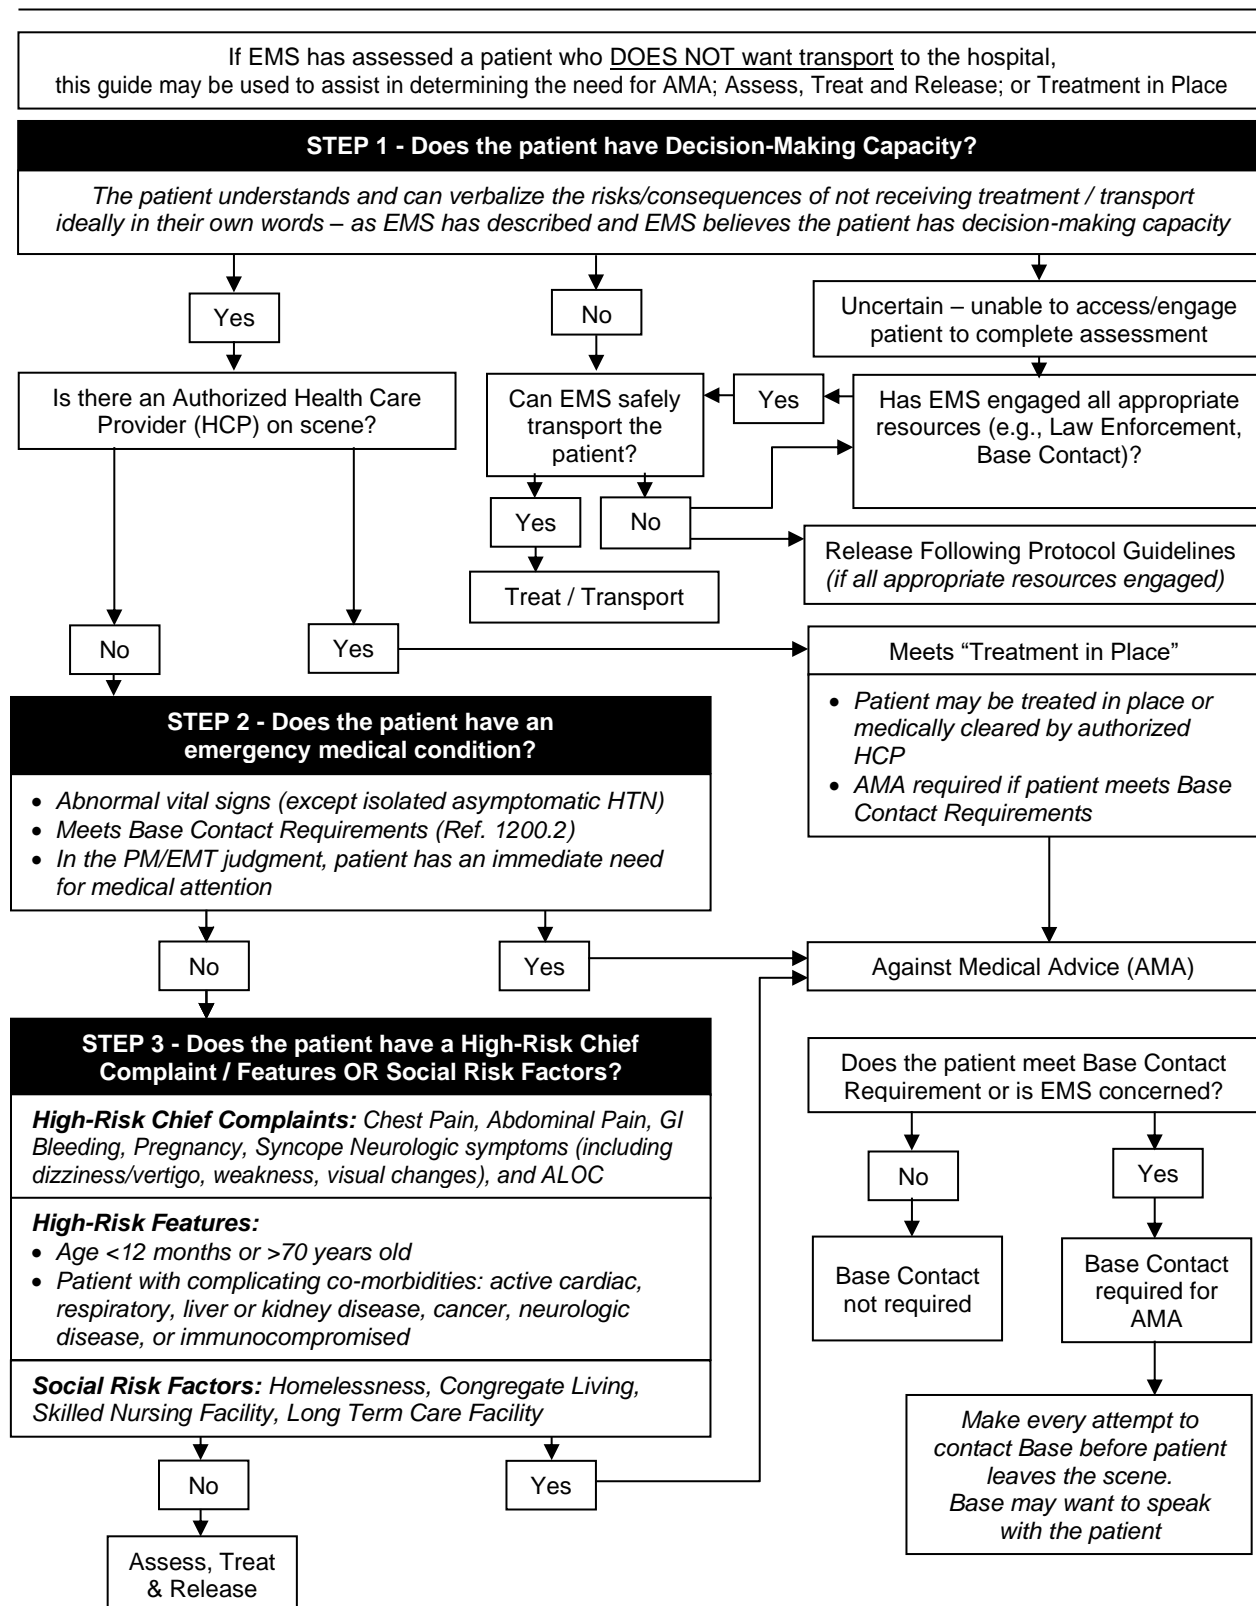 If EMS has assessed a patient who DOES NOT want transport to the hospital,
this guide may be used to assist in determining the need for AMA; Assess, Treat and Release; or Treatment in Place
STEP 1 - Does the patient have Decision-Making Capacity?
The patient understands and can verbalize the risks/consequences of not receiving treatment / transport
ideally in their own words – as EMS has described and EMS believes the patient has decision-making capacity
Yes
No
Uncertain – unable to access/engage
patient to complete assessment
Is there an Authorized Health Care
Provider (HCP) on scene?
Can EMS safely
transport the
patient?
Yes
Has EMS engaged all appropriate
resources (e.g., Law Enforcement,
Base Contact)?
Yes
No
Release Following Protocol Guidelines
(if all appropriate resources engaged)
Treat / Transport
No
Yes
Meets “Treatment in Place”
• Patient may be treated in place or
medically cleared by authorized
HCP
• AMA required if patient meets Base
Contact Requirements
STEP 2 - Does the patient have an
emergency medical condition?
• Abnormal vital signs (except isolated asymptomatic HTN)
• Meets Base Contact Requirements (Ref. 1200.2)
• In the PM/EMT judgment, patient has an immediate need
for medical attention
No
Yes
Against Medical Advice (AMA)
STEP 3 - Does the patient have a High-Risk Chief
Complaint / Features OR Social Risk Factors?
High-Risk Chief Complaints: Chest Pain, Abdominal Pain, GI
Bleeding, Pregnancy, Syncope Neurologic symptoms (including
dizziness/vertigo, weakness, visual changes), and ALOC
High-Risk Features:
• Age <12 months or >70 years old
• Patient with complicating co-morbidities: active cardiac,
respiratory, liver or kidney disease, cancer, neurologic
disease, or immunocompromised
Social Risk Factors: Homelessness, Congregate Living,
Skilled Nursing Facility, Long Term Care Facility
No
Yes
Assess, Treat
& Release
Does the patient meet Base Contact
Requirement or is EMS concerned?
No
Yes
Base Contact
not required
Base Contact
required for
AMA
Make every attempt to
contact Base before patient
leaves the scene.
Base may want to speak
with the patient